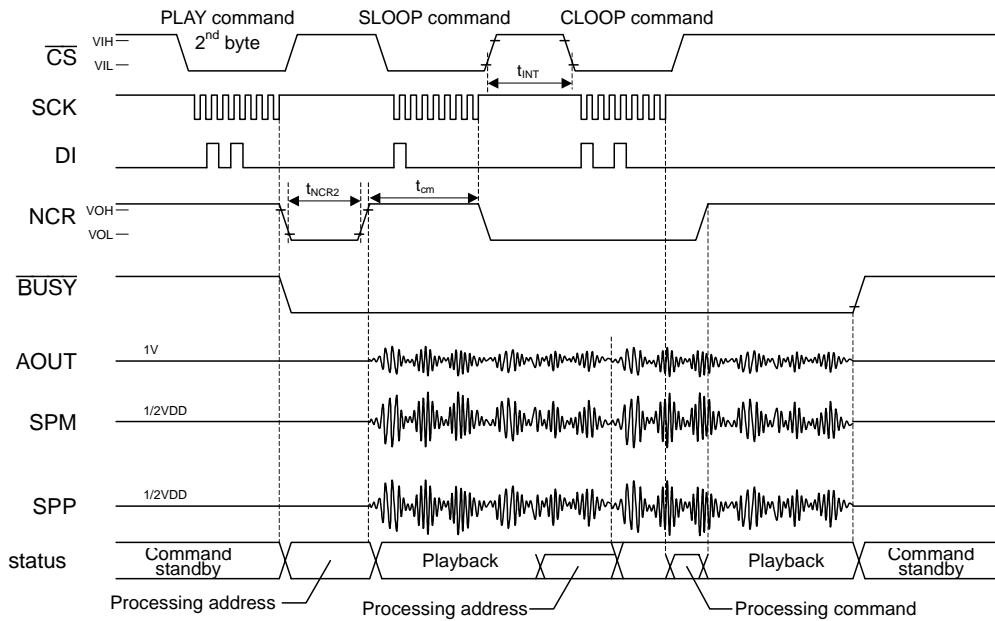 PLAY command
2nd byte
SLOOP command
CLOOP command
CS
VIH
VIL
tINT
SCK
DI
tNCR2
tcm
NCR
VOH
VOL
BUSY
AOUT
1V
SPM
1/2VDD
SPP
1/2VDD
status
Command
standby
Playback
Playback
Command
standby
Processing address
Processing address
Processing command